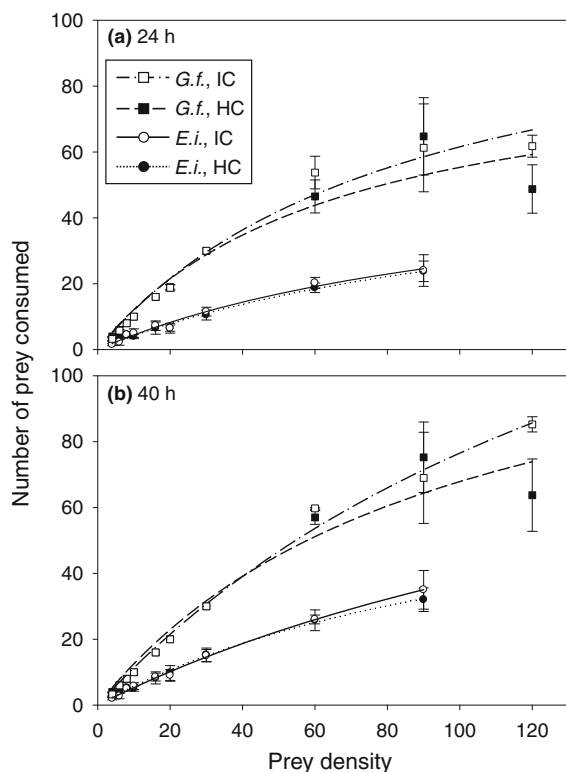 (a) 24 h
G.f., IC
G.f., HC
E.i., IC
E.i., HC
100
80
60
40
20
0
(b) 40 h
100
80
60
40
20
0
0 20 40 60 80 100 120
Number of prey consumed
Prey density